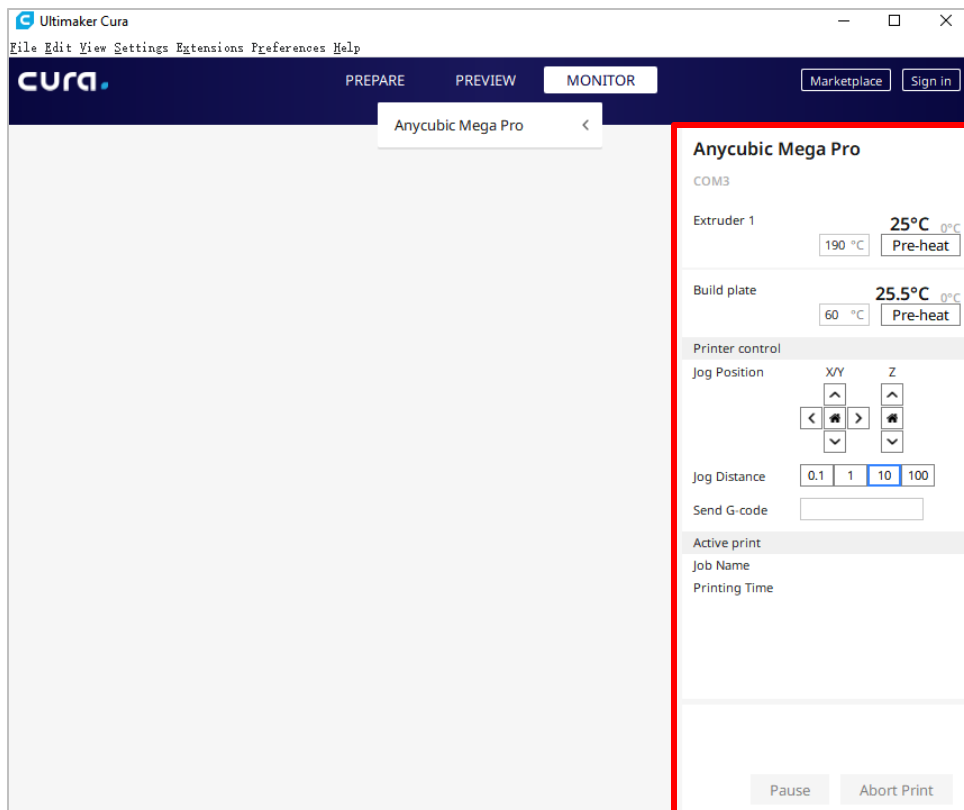 Ultimaker Cura
File Edit View Settings Extensions Preferences Help
cura.
PREPARE PREVIEW MONITOR
Marketplace Sign in
Anycubic Mega Pro
Anycubic Mega Pro
COM3
Extruder 1
25°C 0°C
190 °C Pre-heat
Build plate
25.5°C 0°C
60 °C Pre-heat
Printer control
Jog Position X/Y Z
Jog Distance 0.1 1 10 100
Send G-code
Active print
Job Name
Printing Time
Pause Abort Print